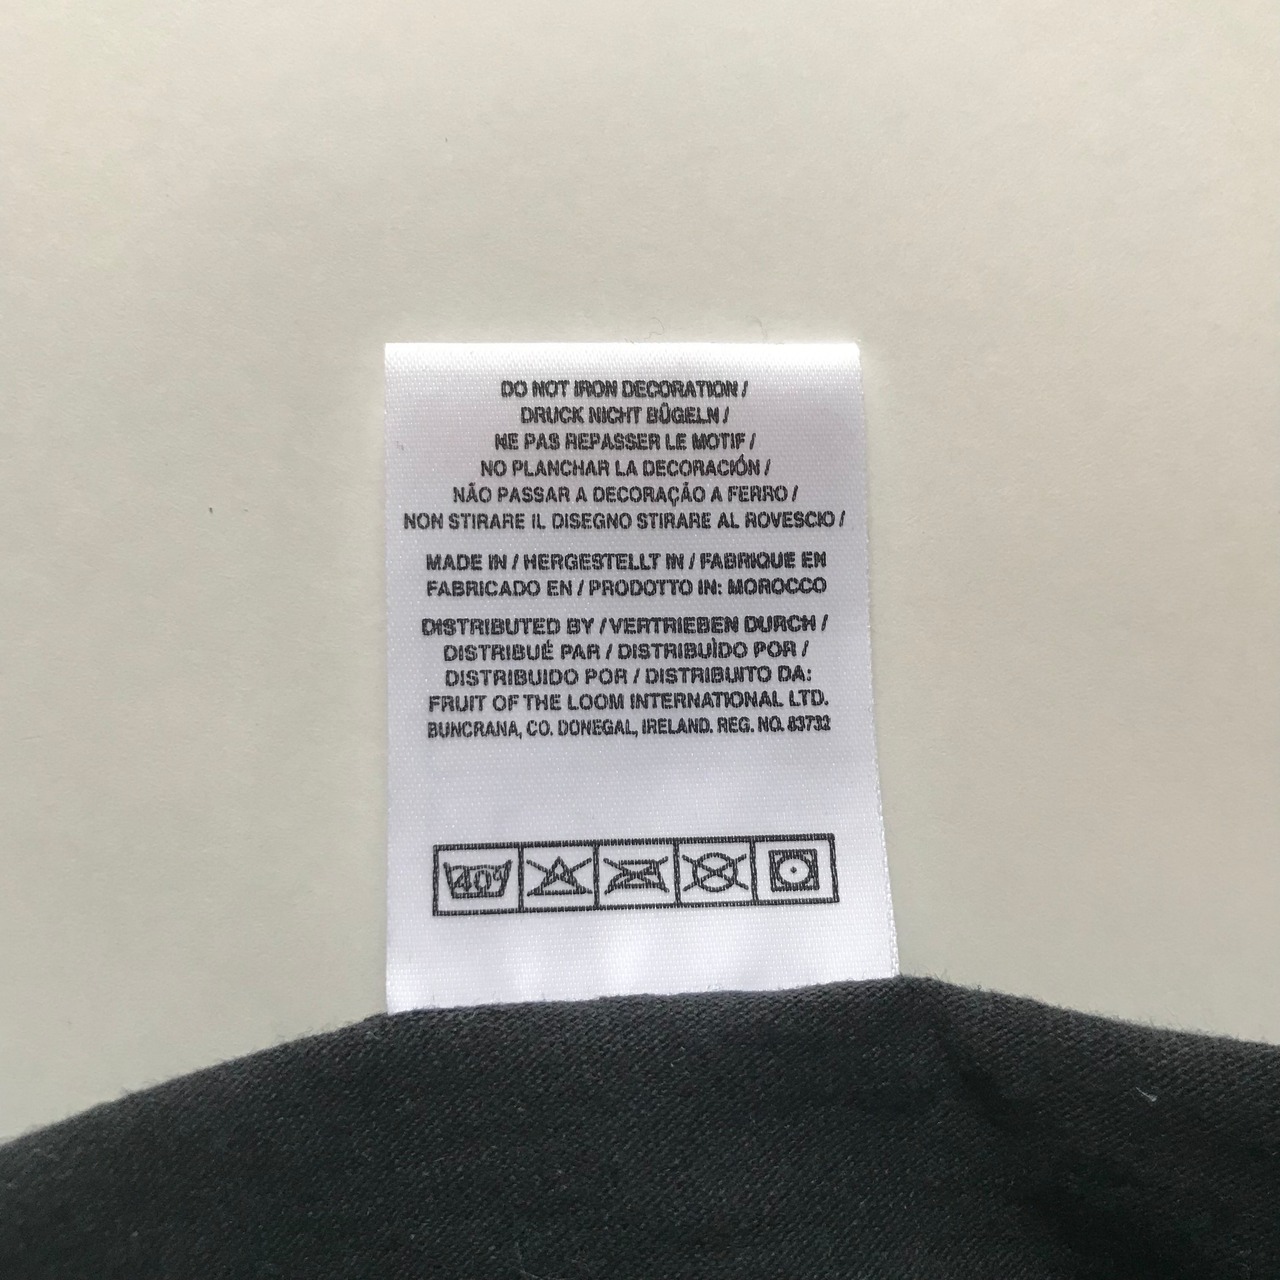 DO NOT IRON DECORATION /
DRUCK NICHT BÜGELN /
NE PAS REPASSER LE MOTIF /
NO PLANCHAR LA DECORACIÓN /
NÃO PASSAR A DECORAÇÃO A FERRO /
NON STIRARE IL DISEGNO STIRARE AL ROVESCIO /
MADE IN / HERGESTELLT IN / FABRIQUE EN
FABRICADO EN / PRODOTTO IN: MOROCCO
DISTRIBUTED BY / VERTRIEBEN DURCH /
DISTRIBUÉ PAR / DISTRIBUÌDO POR /
DISTRIBUIDO POR / DISTRIBUITO DA:
FRUIT OF THE LOOM INTERNATIONAL LTD.
BUNCRANA, CO. DONEGAL, IRELAND. REG. NO. 63732
40°